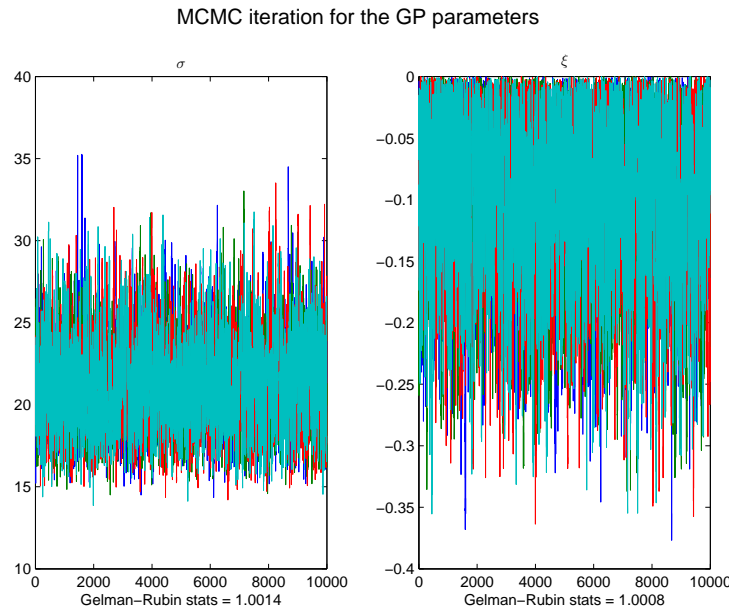 MCMC iteration for the GP parameters
σ
40
35
30
25
20
15
10
0 2000 4000 6000 8000 10000
Gelman−Rubin stats = 1.0014
ξ
0
−0.05
−0.1
−0.15
−0.2
−0.25
−0.3
−0.35
−0.4
0 2000 4000 6000 8000 10000
Gelman−Rubin stats = 1.0008